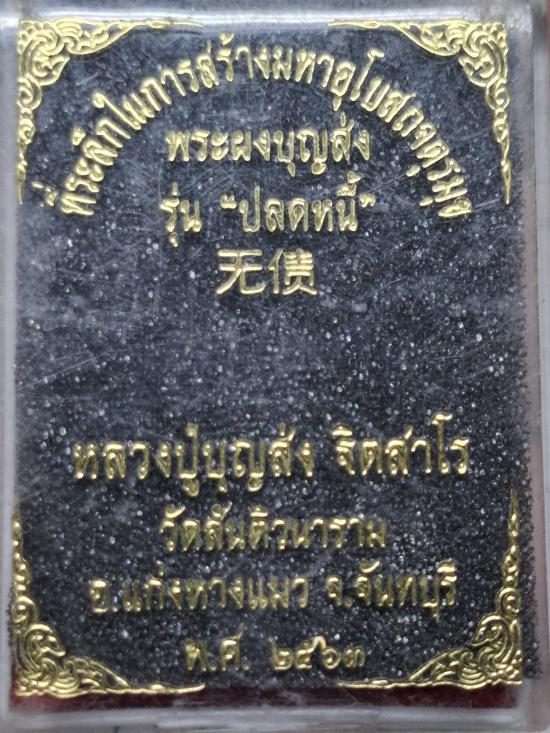 ที่ระลึกในการสร้างมหาอุโบสถจตุรมุข
พระผงบุญส่ง
รุ่น "ปลดหนี้"
无债
หลวงปู่บุญส่ง จิตสาโร
วัดสันติวนาราม
อ.แก่งหางแมว จ.จันทบุรี
พ.ศ. ๒๕๖๓